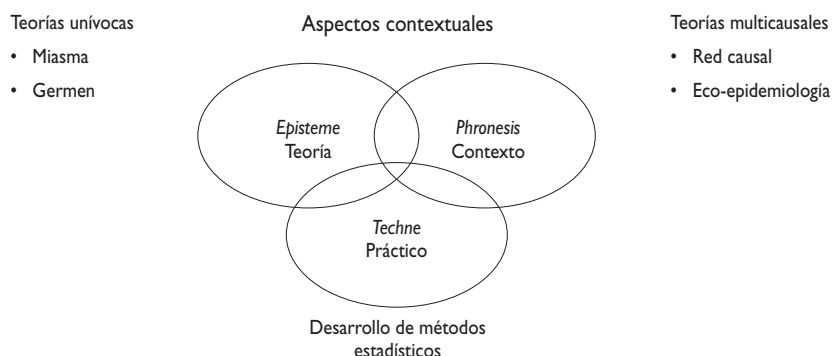 Teorías unívocas
• Miasma
• Germen
Aspectos contextuales
Teorías multicausales
• Red causal
• Eco-epidemiología
Episteme
Teoría
Phronesis
Contexto
Techne
Práctico
Desarrollo de métodos
estadísticos